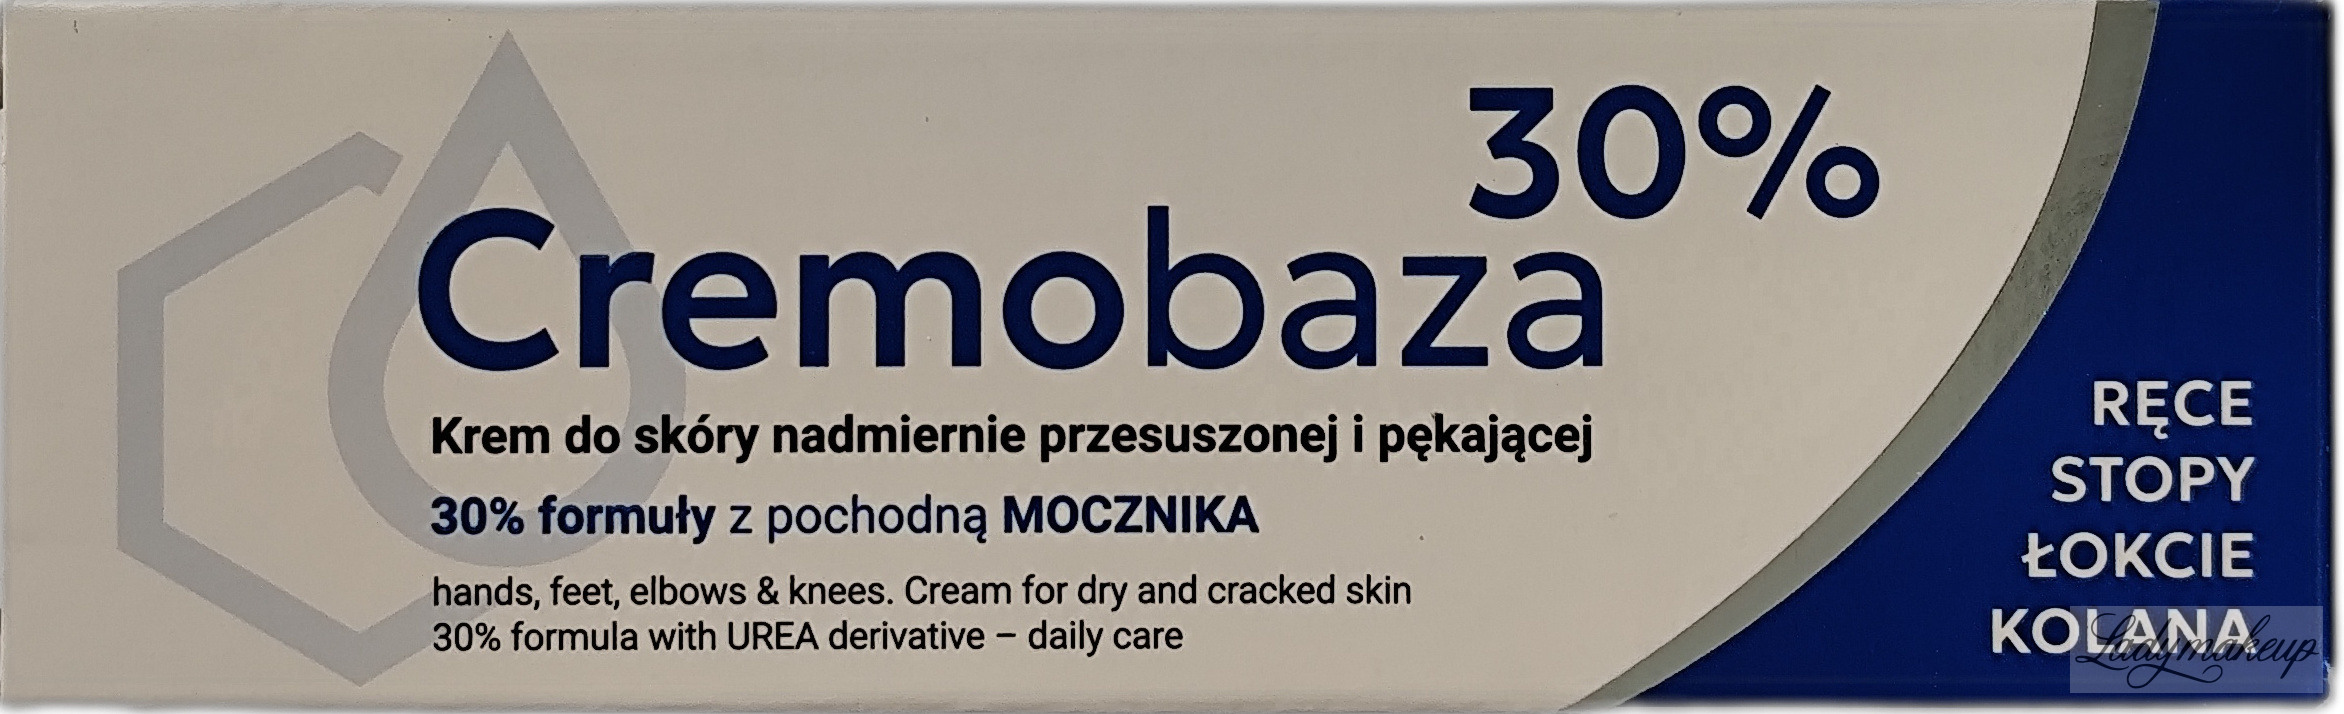 30%
Cremobaza
Krem do skóry nadmiernie przesuszonej i pękającej
30% formuły z pochodną MOCZNIKA
hands, feet, elbows & knees. Cream for dry and cracked skin
30% formula with UREA derivative – daily care
RĘCE
STOPY
ŁOKCIE
KOLANA
Ladymakeup